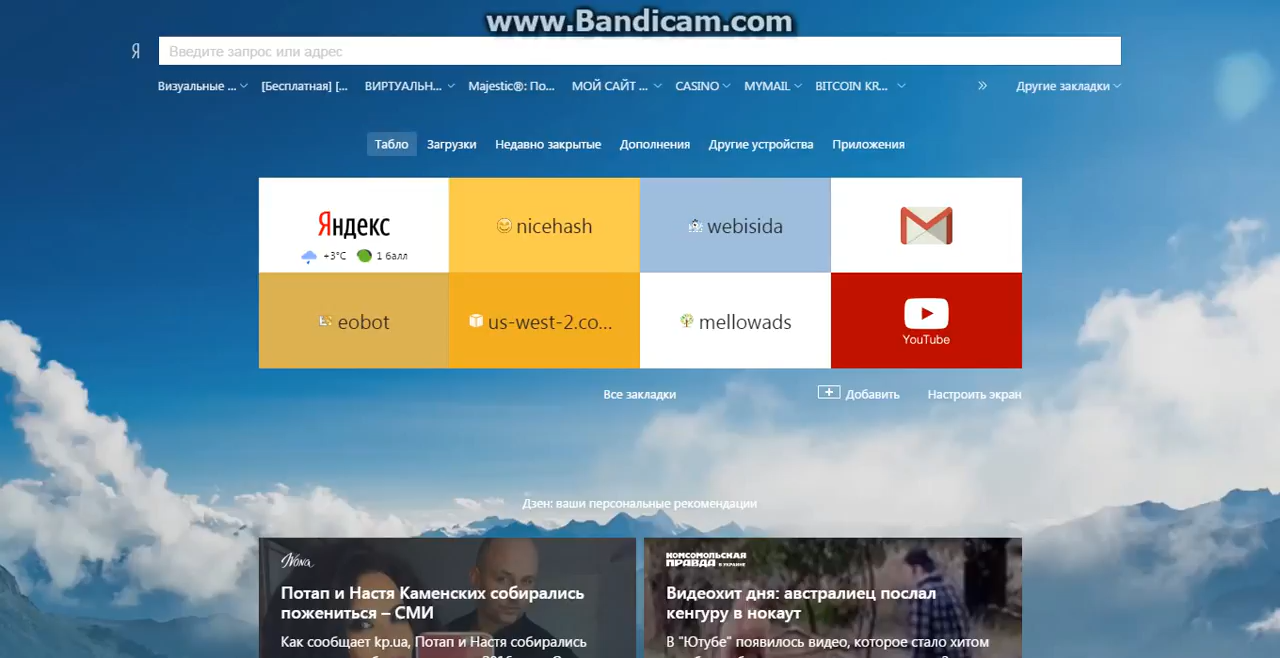 www.Bandicam.com
Я
Введите запрос или адрес
Визуальные ... [Бесплатная] [... ВИРТУАЛЬН... Majestic®: По... МОЙ САЙТ ... CASINO MYMAIL BITCOIN KR... » Другие закладки
Табло Загрузки Недавно закрытые Дополнения Другие устройства Приложения
Яндекс
+3°C 1 балл
nicehash
webisida
eobot
us-west-2.co...
mellowads
YouTube
Все закладки Добавить Настроить экран
Дзен: ваши персональные рекомендации
Потап и Настя Каменских собирались
пожениться – СМИ
Как сообщает kp.ua, Потап и Настя собирались
КОМСОМОЛЬСКАЯ
ПРАВДА В УКРАИНЕ
Видеохит дня: австралиец послал
кенгуру в нокаут
В "Ютубе" появилось видео, которое стало хитом